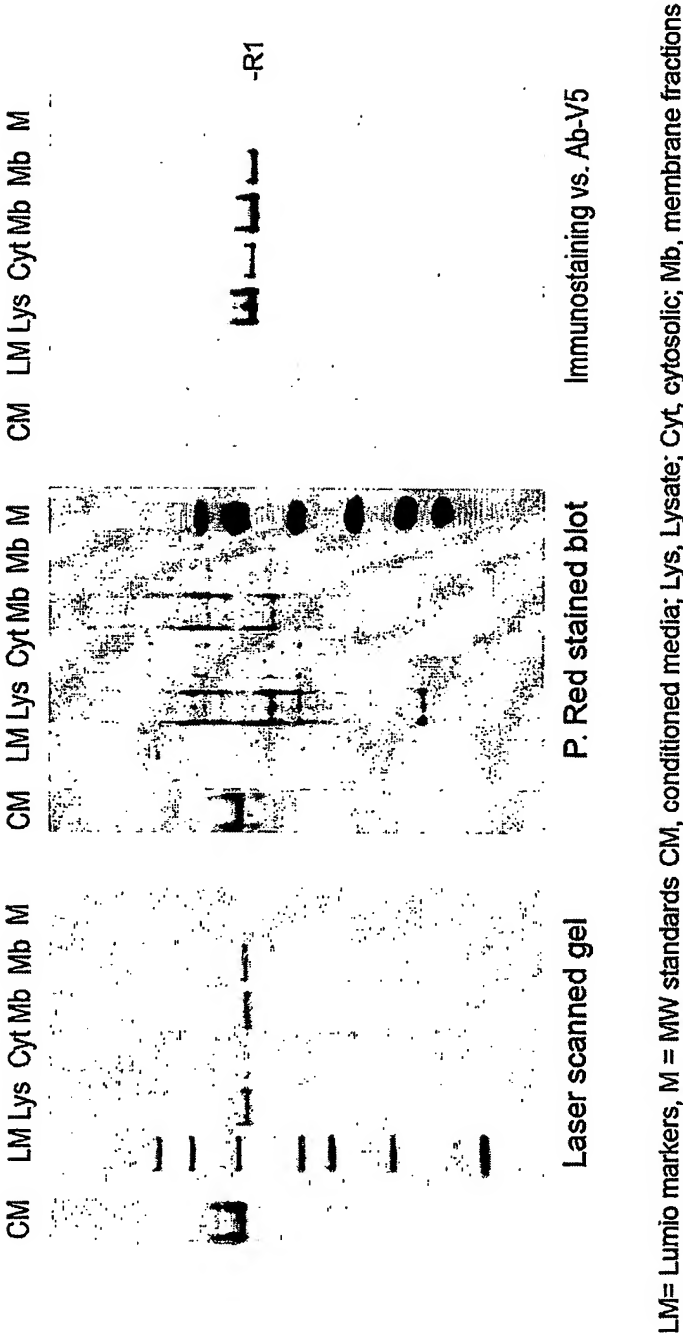 CM LM Lys Cyt Mb Mb M
Laser scanned gel
CM LM Lys Cyt Mb Mb M
P. Red stained blot
CM LM Lys Cyt Mb Mb M
-R1
Immunostaining vs. Ab-V5
LM= Lumio markers, M = MW standards CM, conditioned media; Lys, Lysate; Cyt, cytosolic; Mb, membrane fractions